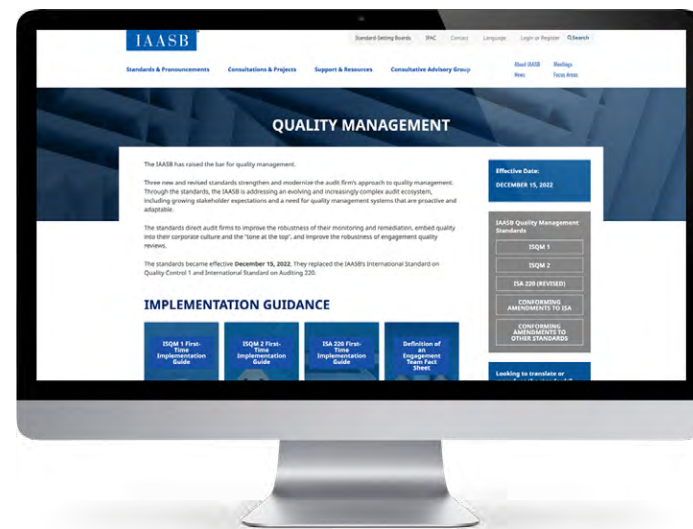 IAASB
Standard-Setting Boards IFAC Contact Language Login or Register Search
Standards & Pronouncements Consultations & Projects Support & Resources Consultative Advisory Group
About IAASB Meetings
News Focus Areas
QUALITY MANAGEMENT
The IAASB has raised the bar for quality management.
Three new and revised standards strengthen and modernize the audit firm's approach to quality management.
Through the standards, the IAASB is addressing an evolving and increasingly complex audit ecosystem,
including growing stakeholder expectations and a need for quality management systems that are proactive and
adaptable.
The standards direct audit firms to improve the robustness of their monitoring and remediation, embed quality
into their corporate culture and the "tone at the top", and improve the robustness of engagement quality
reviews.
The standards became effective December 15, 2022. They replaced the IAASB's International Standard on
Quality Control 1 and International Standard on Auditing 220.
IMPLEMENTATION GUIDANCE
ISQM 1 First-
Time
Implementation
Guide
ISQM 2 First-
Time
Implementation
Guide
ISA 220 First-
Time
Implementation
Guide
Definition of
an
Engagement
Team Fact
Sheet
Effective Date:
DECEMBER 15, 2022
IAASB Quality Management
Standards
ISQM 1
ISQM 2
ISA 220 (REVISED)
CONFORMING
AMENDMENTS TO ISA
CONFORMING
AMENDMENTS TO
OTHER STANDARDS
Looking to translate or